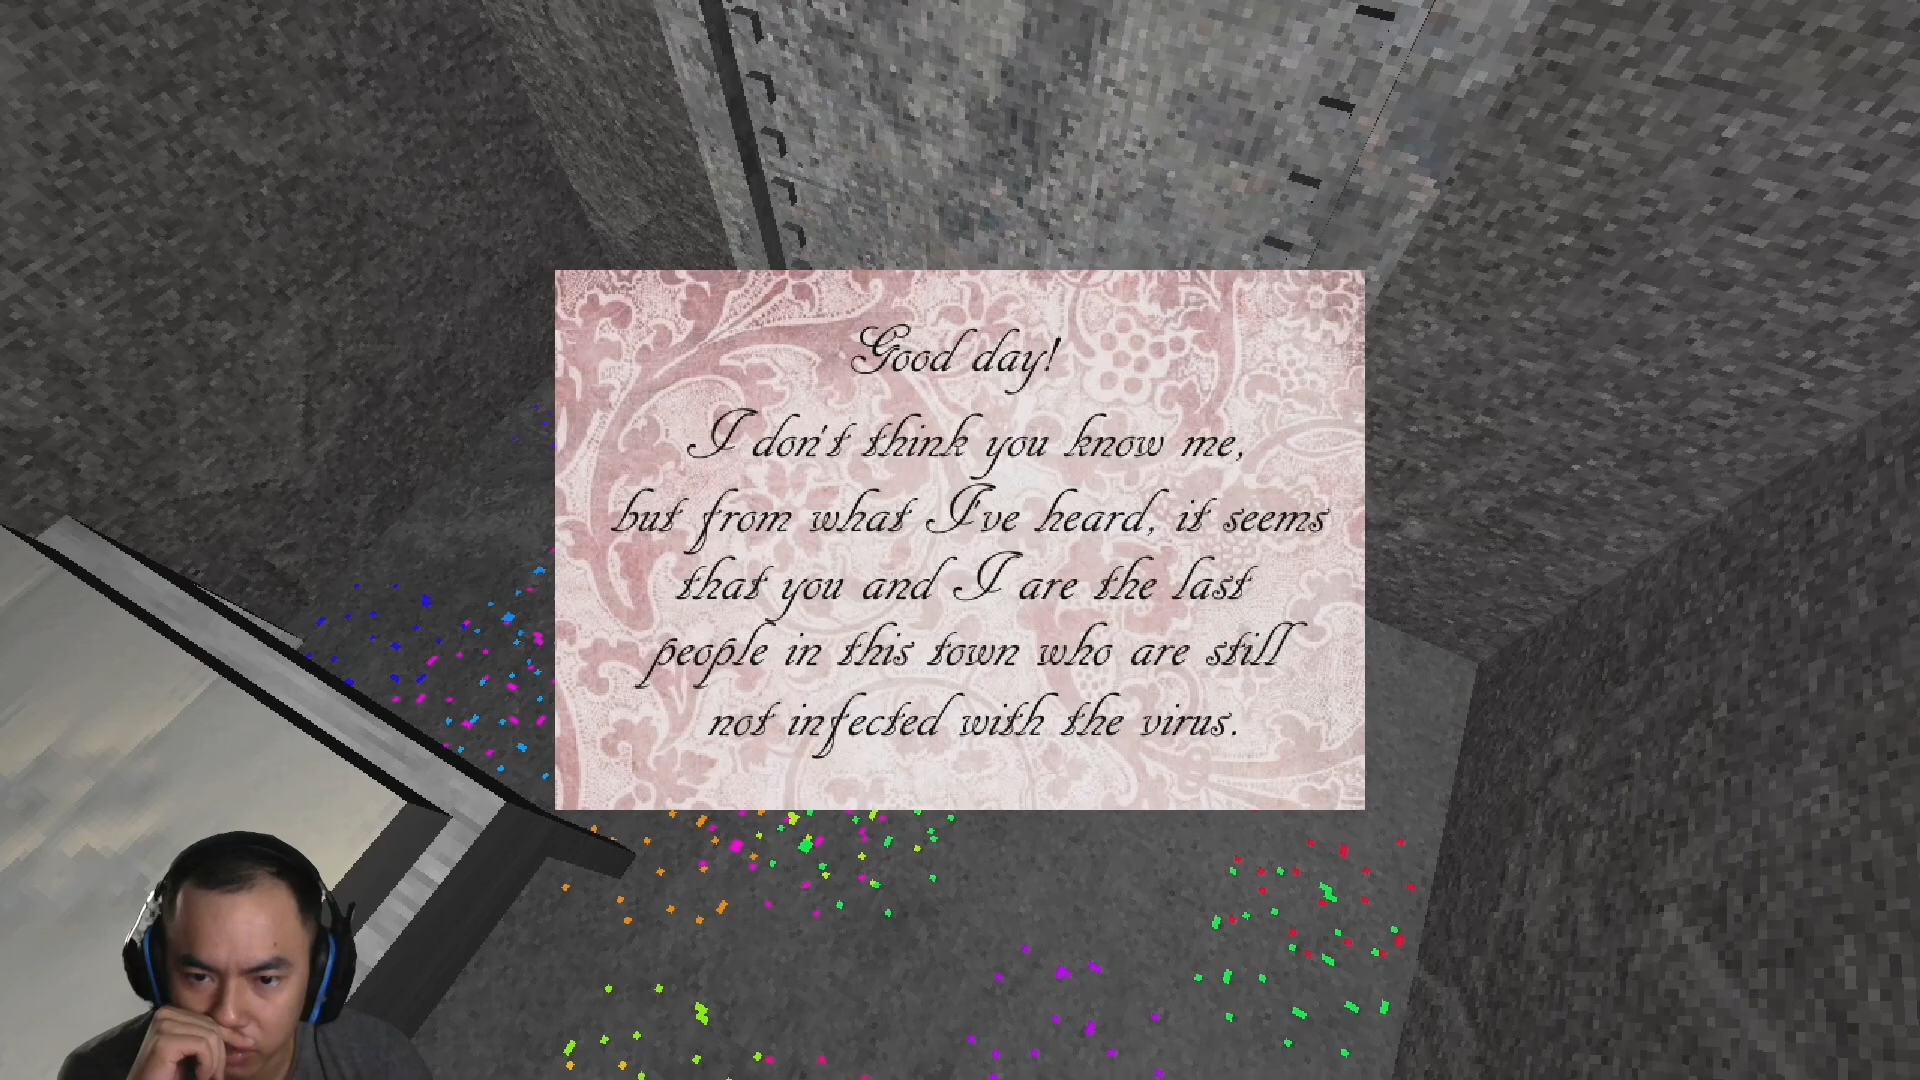 Good day!
I don't think you know me,
but from what I've heard, it seems
that you and I are the last
people in this town who are still
not infected with the virus.